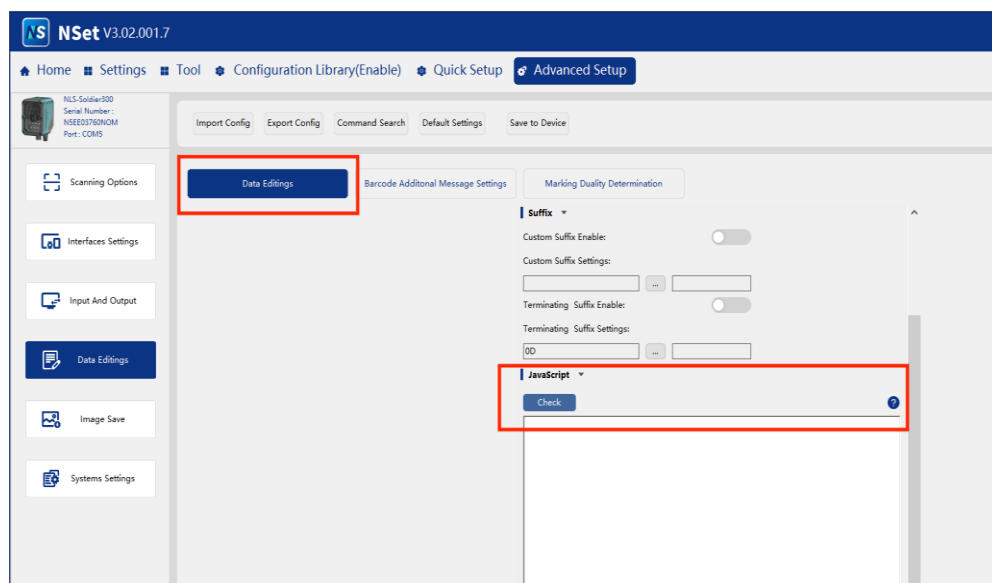 NS NSet V3.02.001.7
Home Settings Tool Configuration Library(Enable) Quick Setup Advanced Setup
NLS-Soldier300
Serial Number :
NSEE03760NOM
Port : COM5
Import Config Export Config Command Search Default Settings Save to Device
Scanning Options
Interfaces Settings
Input And Output
Data Editings
Image Save
Systems Settings
Data Editings Barcode Additonal Message Settings Marking Duality Determination
Suffix
Custom Suffix Enable:
Custom Suffix Settings:
...
Terminating Suffix Enable:
Terminating Suffix Settings:
0D ...
JavaScript
Check ?